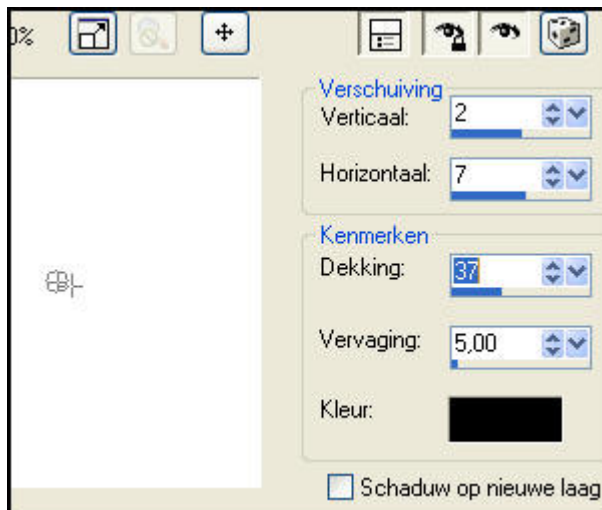 0%
Verschuiving
Verticaal: 2
Horizontaal: 7
Kenmerken
Dekking: 37
Vervaging: 5,00
Kleur:
Schaduw op nieuwe laag